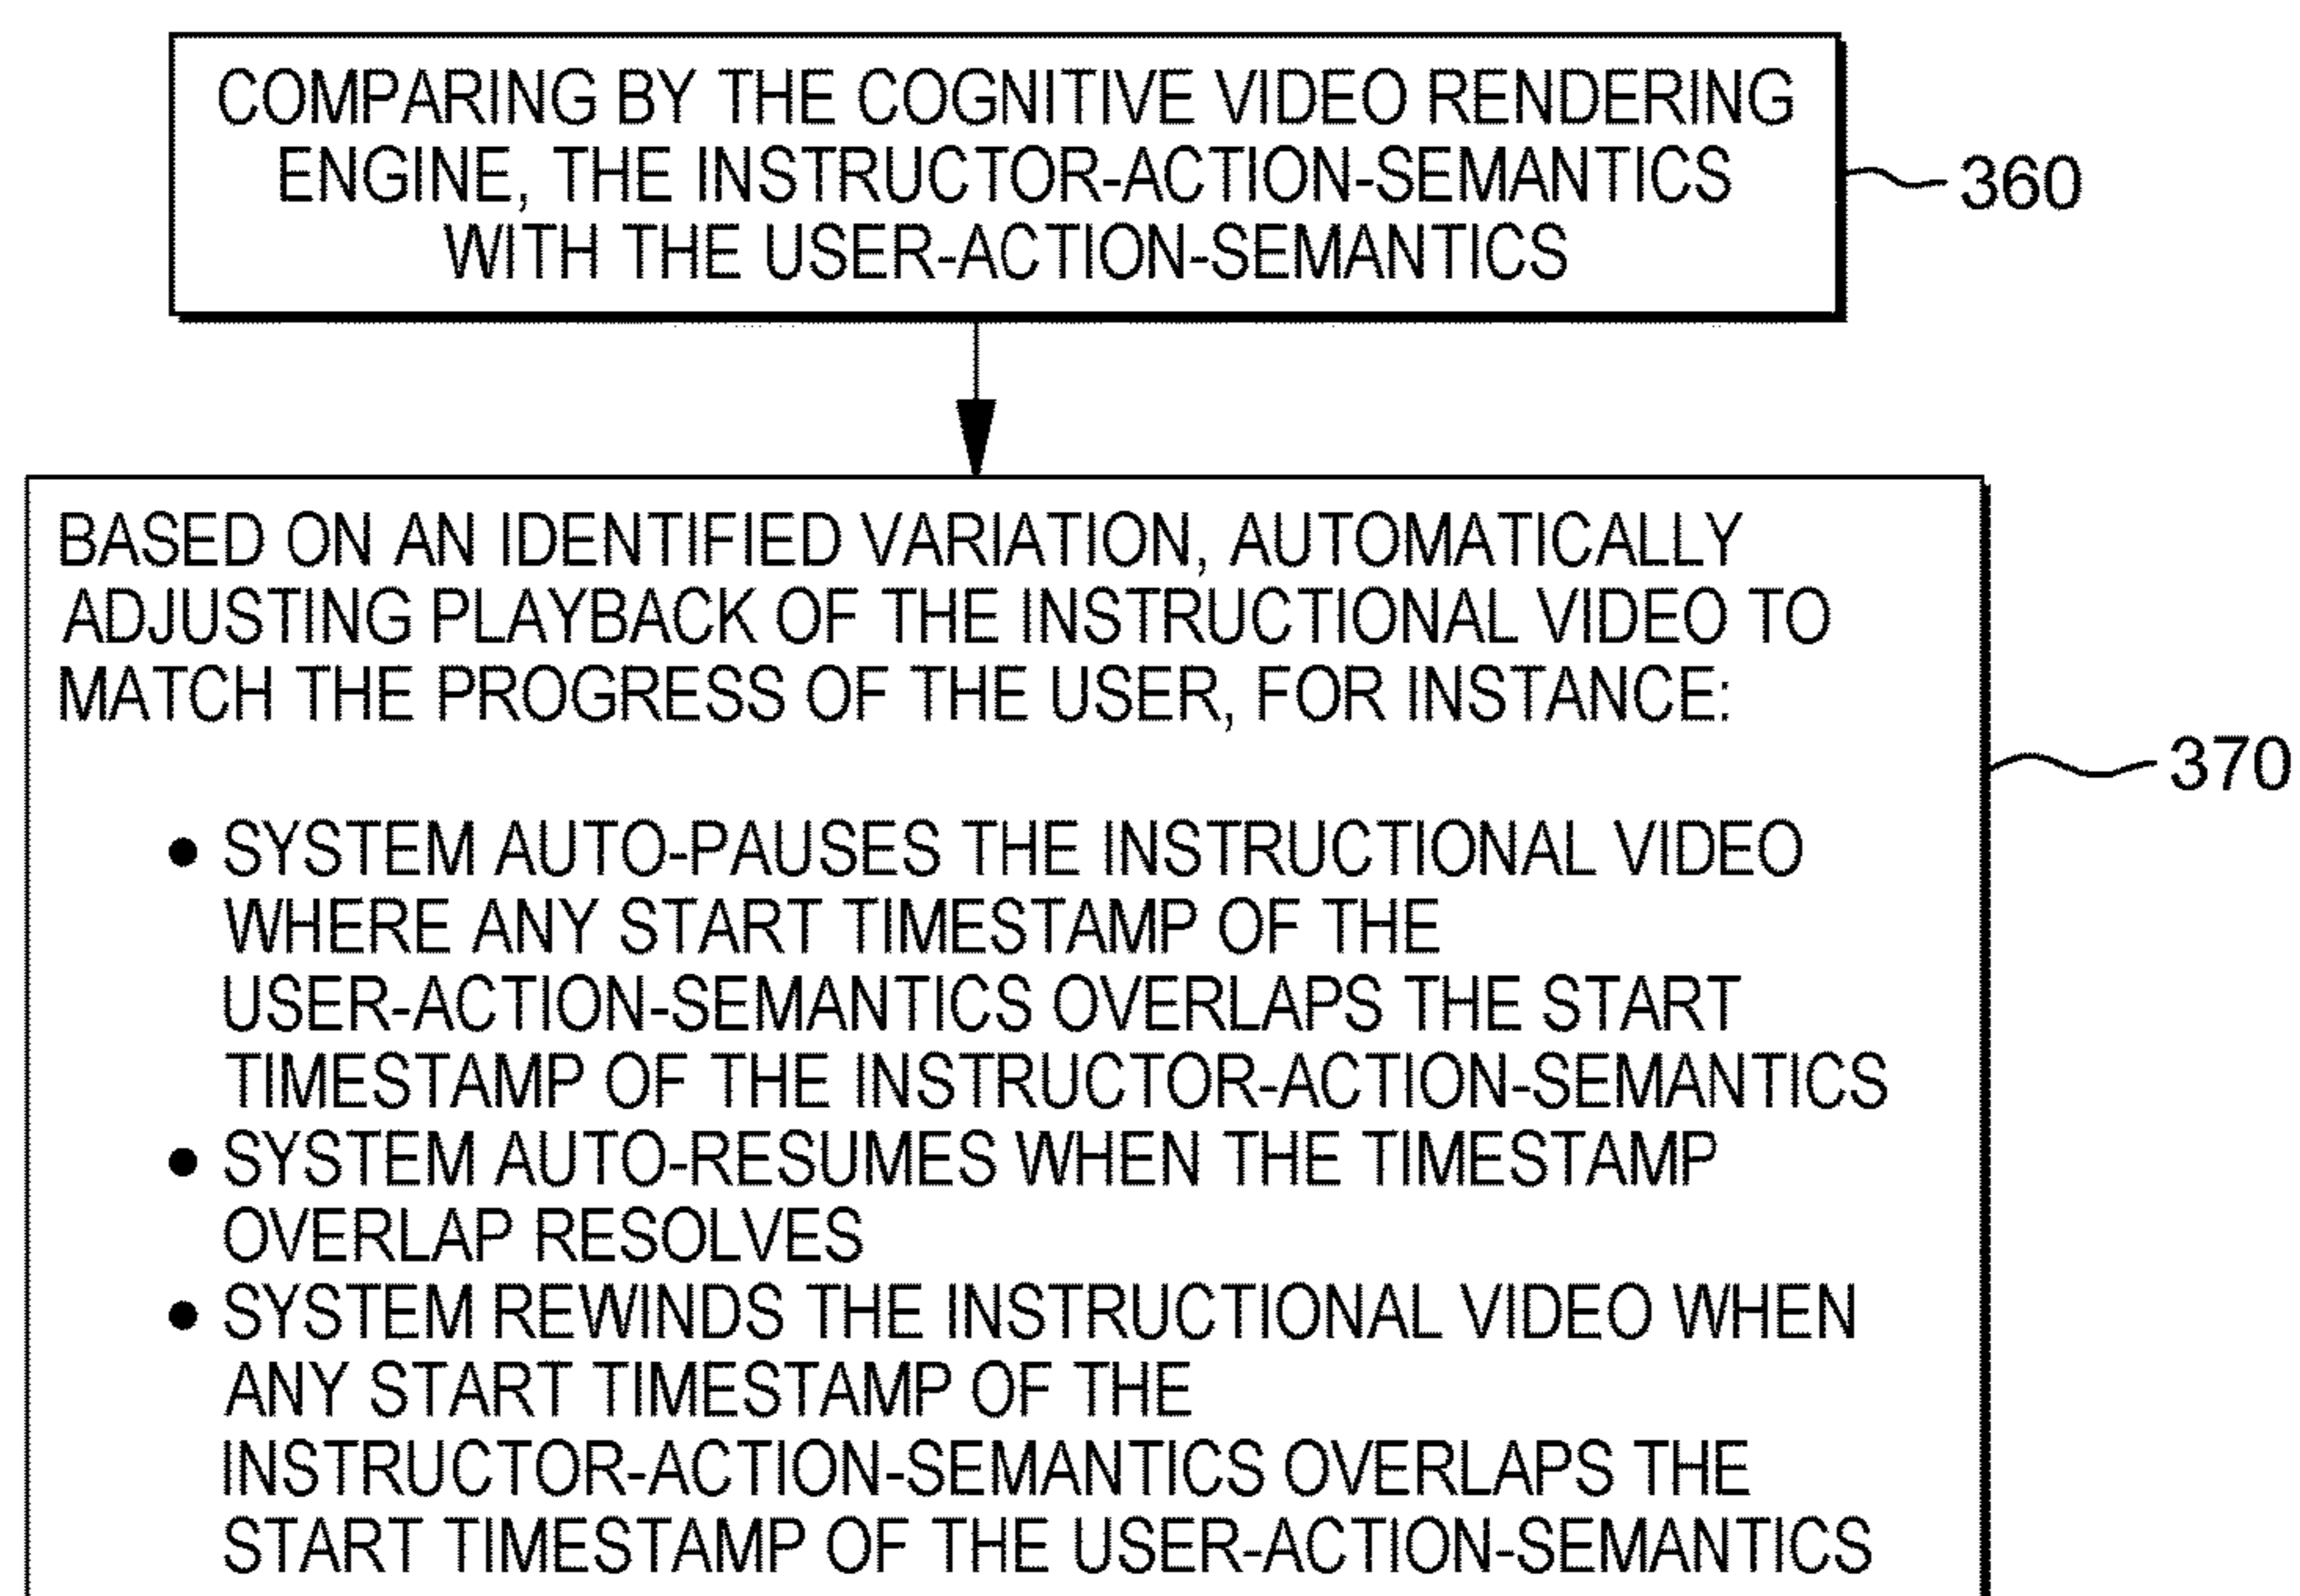 COMPARING BY THE COGNITIVE VIDEO RENDERING
ENGINE, THE INSTRUCTOR-ACTION-SEMANTICS
WITH THE USER-ACTION-SEMANTICS
360
BASED ON AN IDENTIFIED VARIATION, AUTOMATICALLY
ADJUSTING PLAYBACK OF THE INSTRUCTIONAL VIDEO TO
MATCH THE PROGRESS OF THE USER, FOR INSTANCE:
370
● SYSTEM AUTO-PAUSES THE INSTRUCTIONAL VIDEO
WHERE ANY START TIMESTAMP OF THE
USER-ACTION-SEMANTICS OVERLAPS THE START
TIMESTAMP OF THE INSTRUCTOR-ACTION-SEMANTICS
● SYSTEM AUTO-RESUMES WHEN THE TIMESTAMP
OVERLAP RESOLVES
● SYSTEM REWINDS THE INSTRUCTIONAL VIDEO WHEN
ANY START TIMESTAMP OF THE
INSTRUCTOR-ACTION-SEMANTICS OVERLAPS THE
START TIMESTAMP OF THE USER-ACTION-SEMANTICS